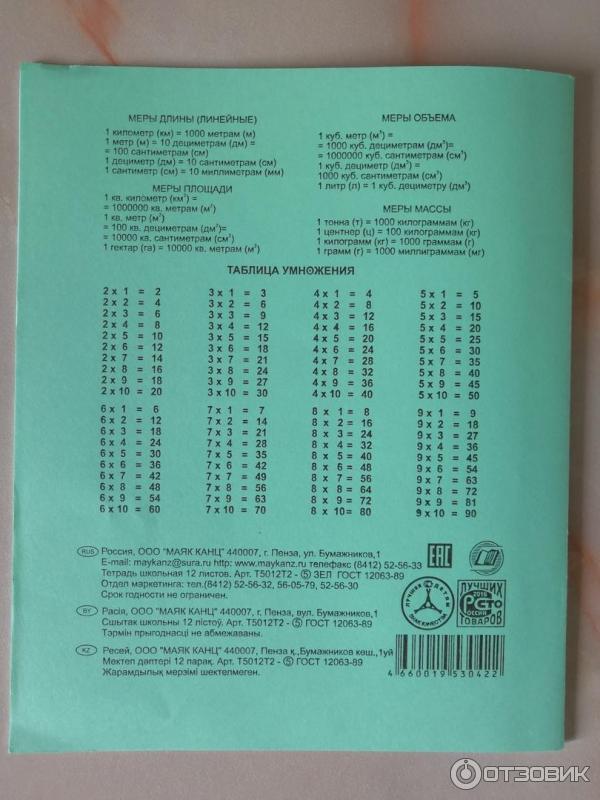 МЕРЫ ДЛИНЫ (ЛИНЕЙНЫЕ)
1 километр (км) = 1000 метрам (м)
1 метр (м) = 10 дециметрам (дм) =
= 100 сантиметрам (см)
1 дециметр (дм) = 10 сантиметрам (см)
1 сантиметр (см) = 10 миллиметрам (мм)
МЕРЫ ПЛОЩАДИ
1 кв. километр (км²) =
= 1000000 кв. метрам (м²)
1 кв. метр (м²)
= 100 кв. дециметрам (дм²)=
= 10000 кв. сантиметрам (см²)
1 гектар (га) = 10000 кв. метрам (м²)
МЕРЫ ОБЪЕМА
1 куб. метр (м³) =
= 1000 куб. дециметрам (дм³)=
= 1000000 куб. сантиметрам (см³)
1 куб. дециметр (дм³) =
1000 куб. сантиметрам (см³)
1 литр (л) = 1 куб. дециметру (дм³)
МЕРЫ МАССЫ
1 тонна (т) = 1000 килограммам (кг)
1 центнер (ц) = 100 килограммам (кг)
1 килограмм (кг) = 1000 граммам (г)
1 грамм (г) = 1000 миллиграммам (мг)
ТАБЛИЦА УМНОЖЕНИЯ
2 x 1 = 2
2 x 2 = 4
2 x 3 = 6
2 x 4 = 8
2 x 5 = 10
2 x 6 = 12
2 x 7 = 14
2 x 8 = 16
2 x 9 = 18
2 x 10 = 20
3 x 1 = 3
3 x 2 = 6
3 x 3 = 9
3 x 4 = 12
3 x 5 = 15
3 x 6 = 18
3 x 7 = 21
3 x 8 = 24
3 x 9 = 27
3 x 10 = 30
4 x 1 = 4
4 x 2 = 8
4 x 3 = 12
4 x 4 = 16
4 x 5 = 20
4 x 6 = 24
4 x 7 = 28
4 x 8 = 32
4 x 9 = 36
4 x 10 = 40
5 x 1 = 5
5 x 2 = 10
5 x 3 = 15
5 x 4 = 20
5 x 5 = 25
5 x 6 = 30
5 x 7 = 35
5 x 8 = 40
5 x 9 = 45
5 x 10 = 50
6 x 1 = 6
6 x 2 = 12
6 x 3 = 18
6 x 4 = 24
6 x 5 = 30
6 x 6 = 36
6 x 7 = 42
6 x 8 = 48
6 x 9 = 54
6 x 10 = 60
7 x 1 = 7
7 x 2 = 14
7 x 3 = 21
7 x 4 = 28
7 x 5 = 35
7 x 6 = 42
7 x 7 = 49
7 x 8 = 56
7 x 9 = 63
7 x 10 = 70
8 x 1 = 8
8 x 2 = 16
8 x 3 = 24
8 x 4 = 32
8 x 5 = 40
8 x 6 = 48
8 x 7 = 56
8 x 8 = 64
8 x 9 = 72
8 x 10= 80
9 x 1 = 9
9 x 2 = 18
9 x 3 = 27
9 x 4 = 36
9 x 5 = 45
9 x 6 = 54
9 x 7 = 63
9 x 8 = 72
9 x 9 = 81
9 x 10 = 90
RUS Россия, ООО "МАЯК КАНЦ" 440007, г. Пенза, ул. Бумажников,1
E-mail: maykanz@sura.ru http: www.maykanz.ru телефакс (8412) 52-56-33
Тетрадь школьная 12 листов. Арт. Т5012Т2 - ⑤ ЗЕЛ ГОСТ 12063-89
Отдел маркетинга: тел.(8412) 52-56-32, 56-05-79, 52-56-30
Срок годности не ограничен.
BY Расія, ООО "МАЯК КАНЦ" 440007, г. Пенза, вул. Бумажников,1
Сшытак школьны 12 лістоў. Арт. Т5012Т2 - ⑤ ГОСТ 12063-89
Тэрмін прыгоднасці не абмежаваны.
KZ Ресей, ООО "МАЯК КАНЦ" 440007, Пенза қ.,Бумажников көш.,1үй
Мектеп дәптері 12 парақ. Арт. Т5012Т2 - ⑤ ГОСТ 12063-89
Жарамдылық мерзімі шектелмеген.
EAC
ЛУЧШЕЕ ДЕТЯМ
ЗНАК КАЧЕСТВА
ЛУЧШИХ
2016
СТО
РОССИИ
ТОВАРОВ
4 660019 530422
ОТЗОВИК